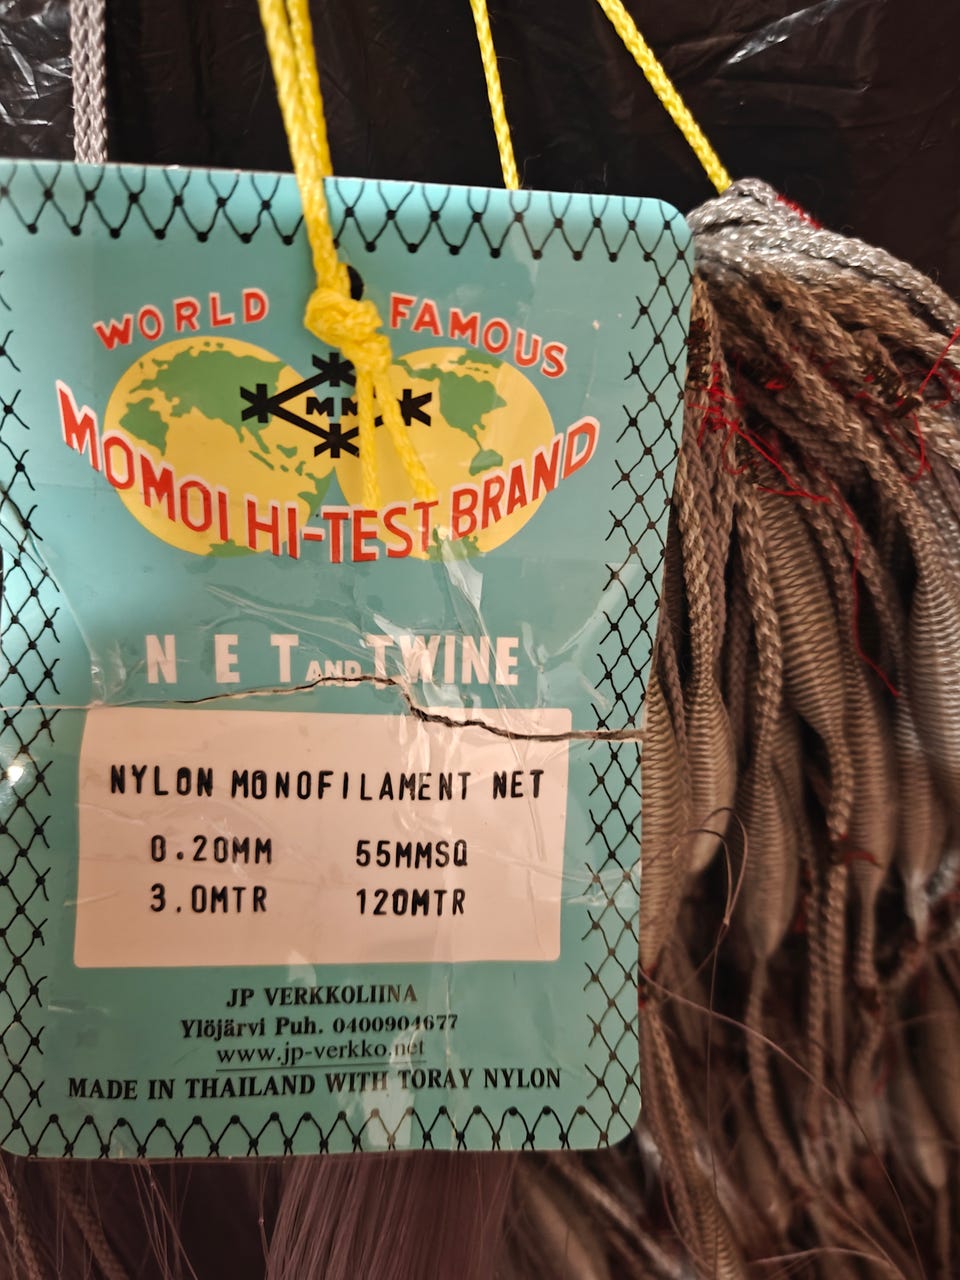 WORLD FAMOUS
MOMOI HI-TEST BRAND
NET AND TWINE
NYLON MONOFILAMENT NET
0.20MM 55MMSQ
3.0MTR 120MTR
JP VERKKOLIINA
Ylöjärvi Puh. 0400904677
www.jp-verkko.net
MADE IN THAILAND WITH TORAY NYLON